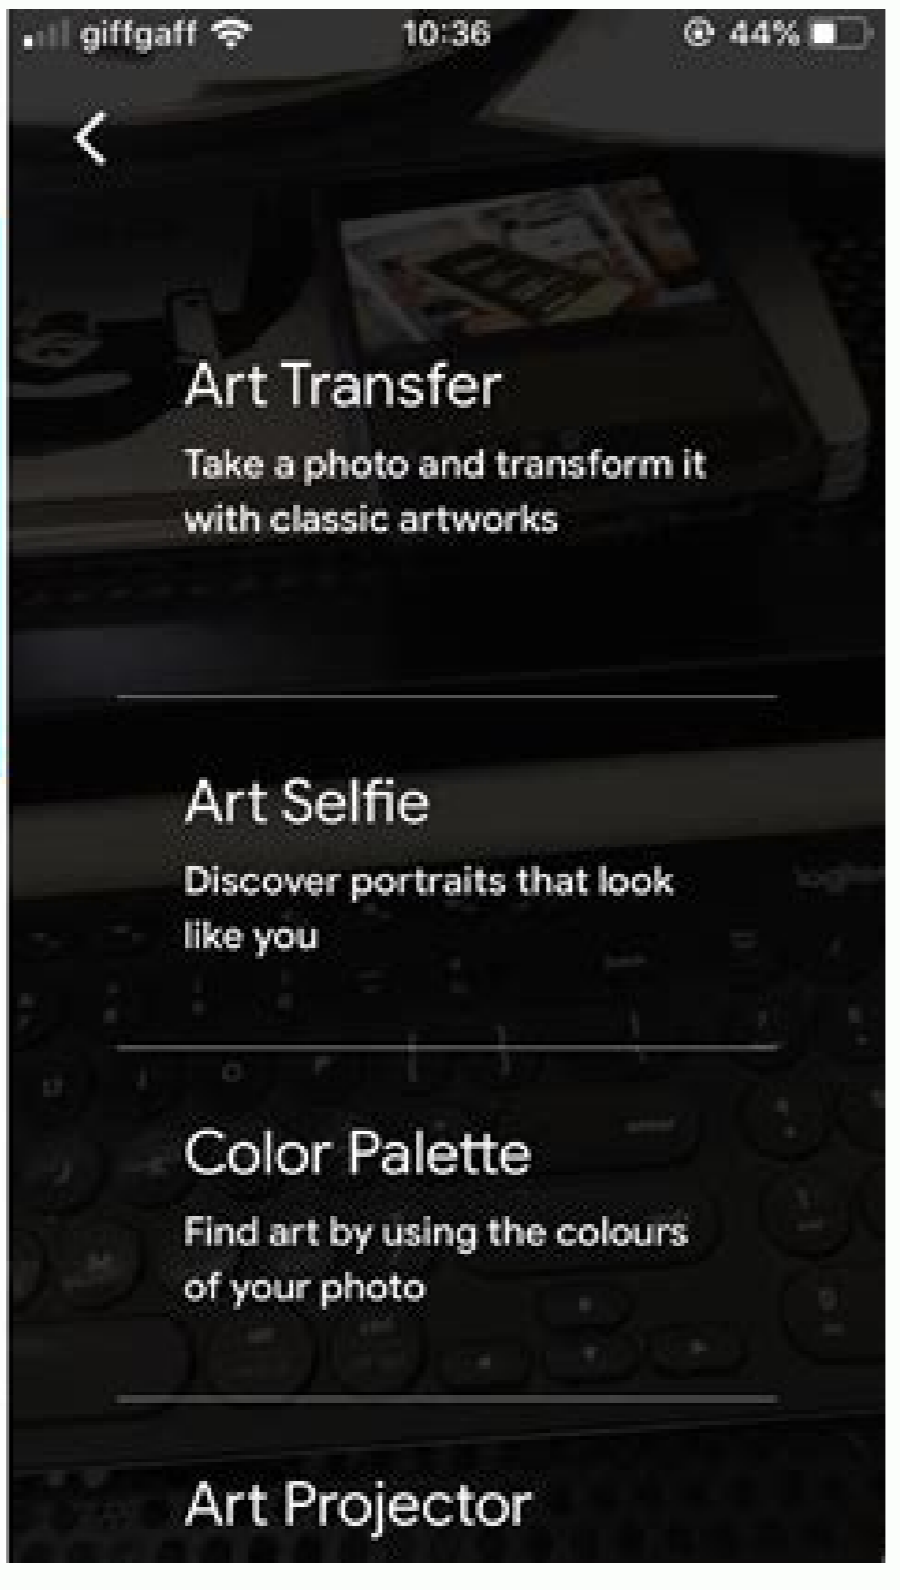 giffgaff 10:36 44%
Art Transfer
Take a photo and transform it
with classic artworks
Art Selfie
Discover portraits that look
like you
Color Palette
Find art by using the colours
of your photo
Art Projector